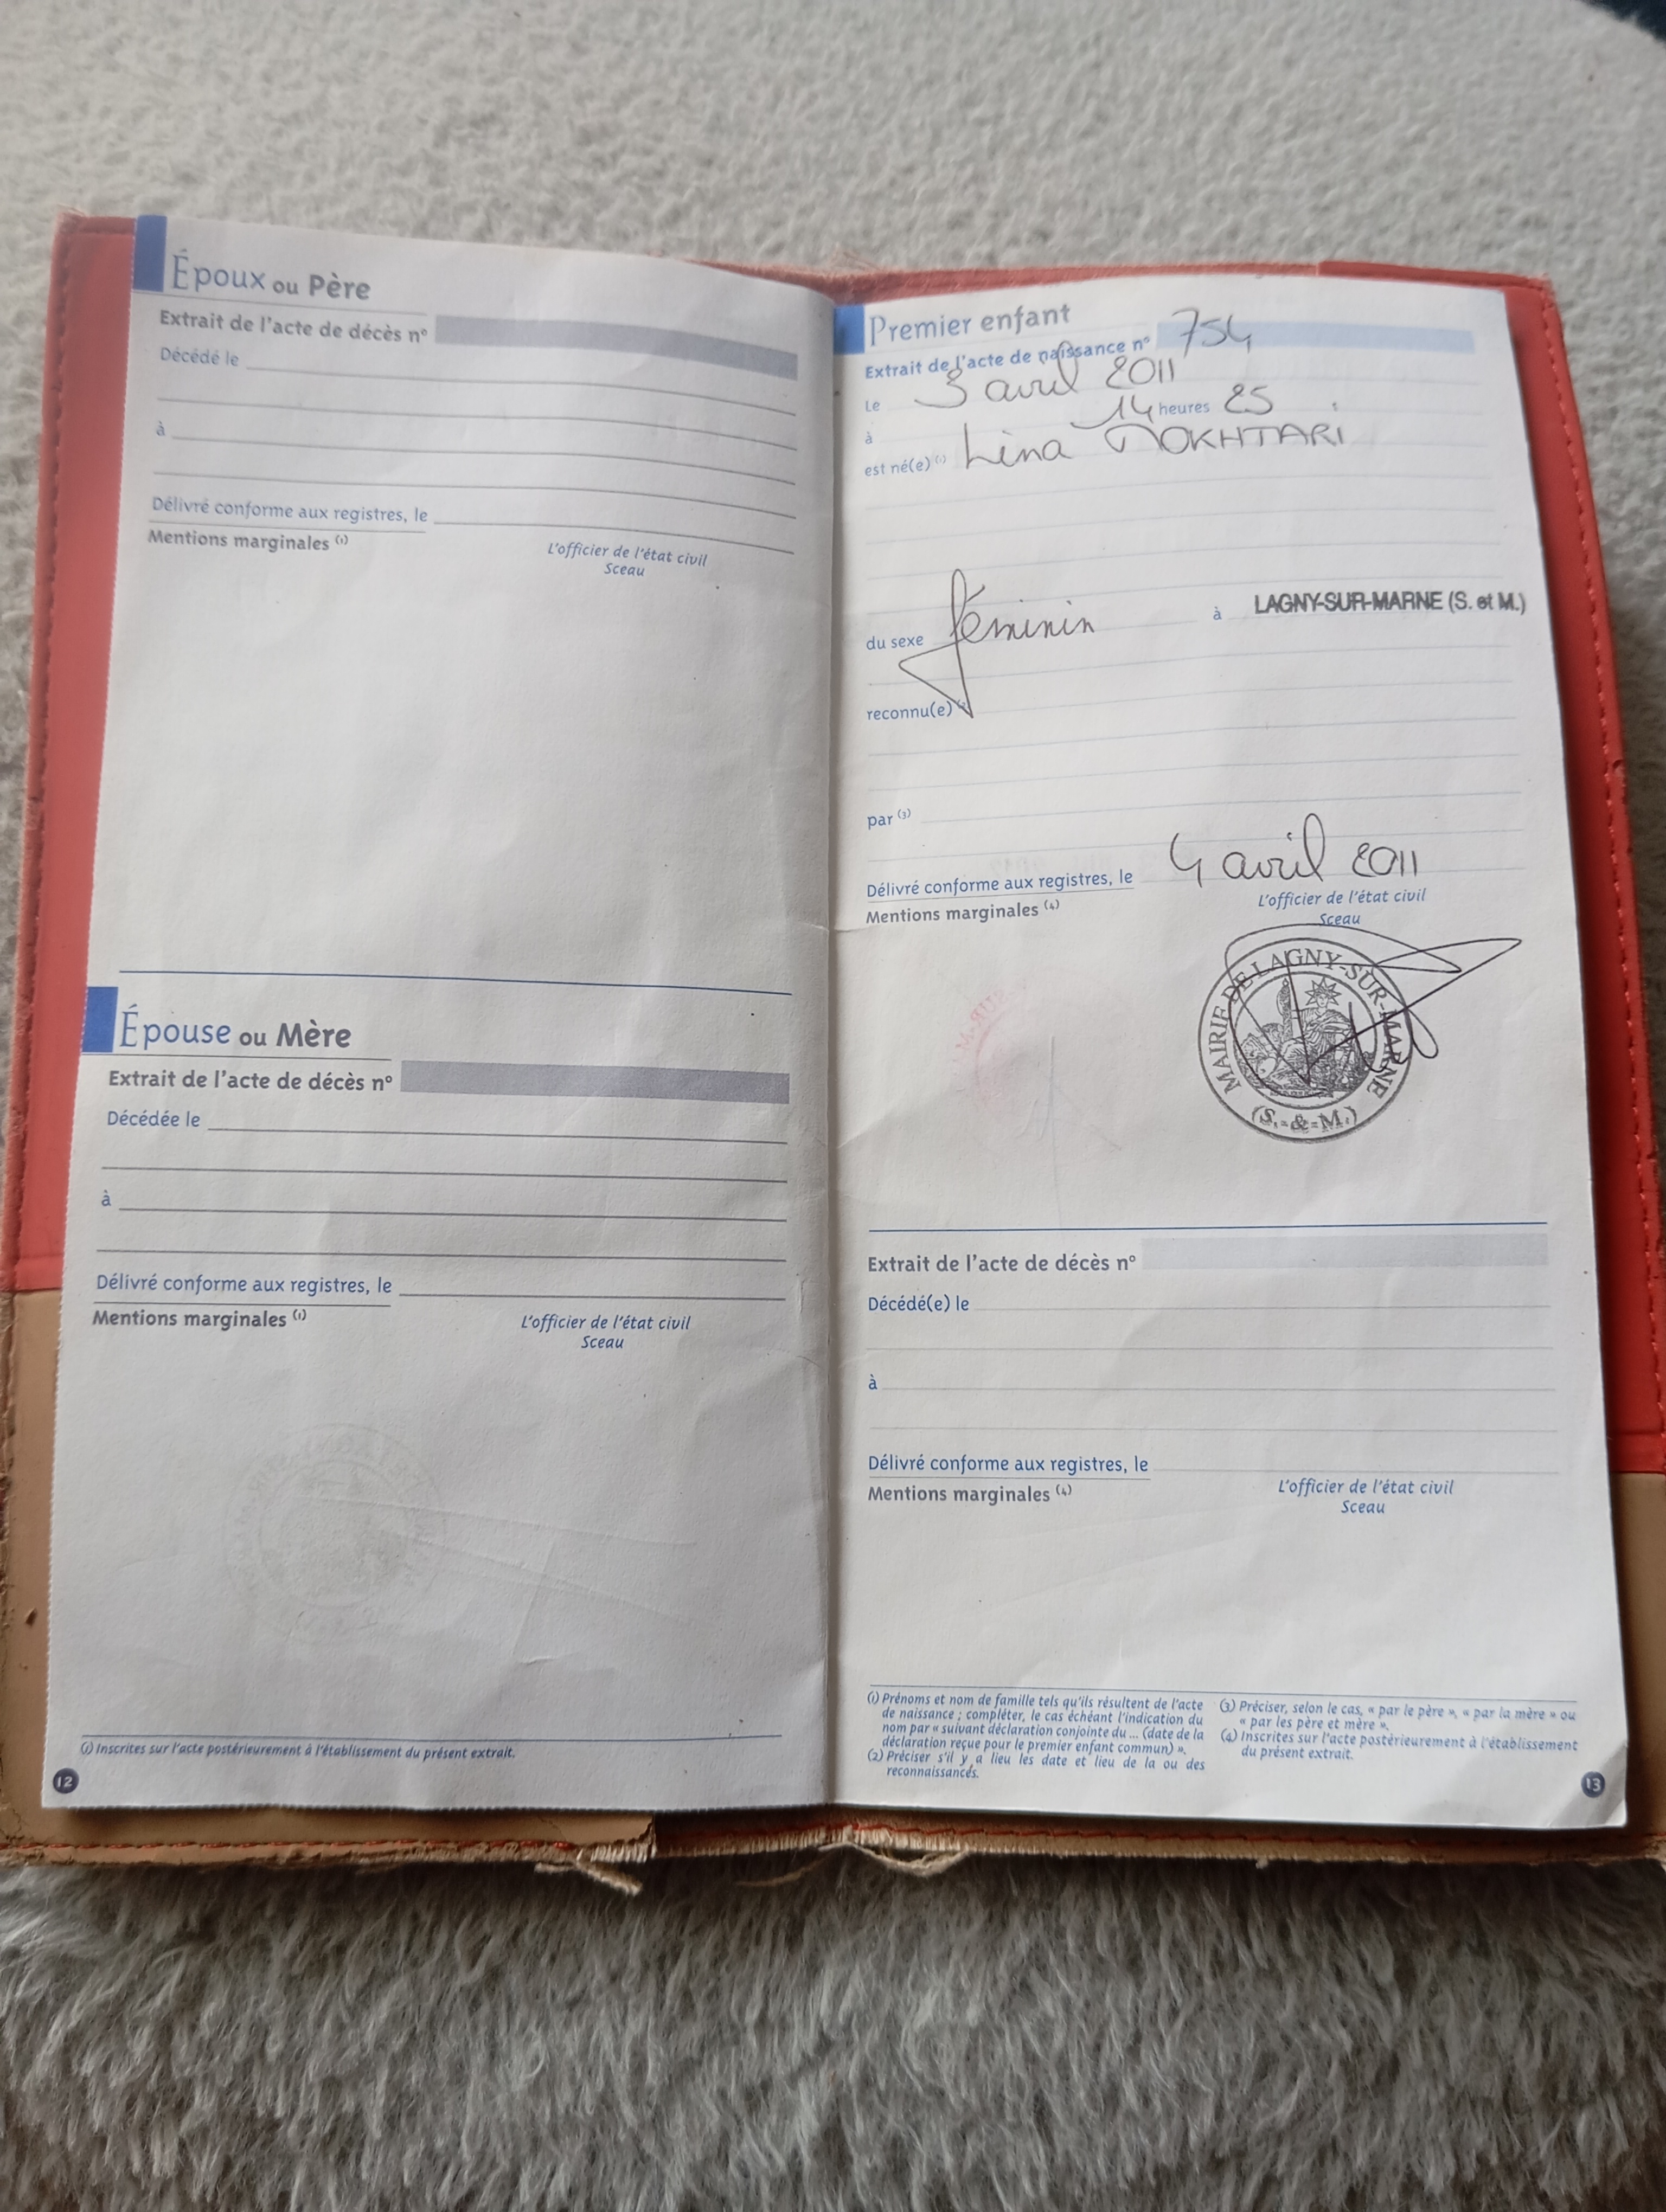 Époux ou Père
Extrait de l'acte de décès n°
Décédé le
à
Délivré conforme aux registres, le
Mentions marginales (1)
L'officier de l'état civil
Sceau
Épouse ou Mère
Extrait de l'acte de décès n°
Décédée le
à
Délivré conforme aux registres, le
Mentions marginales (1)
L'officier de l'état civil
Sceau
(1) Inscrites sur l'acte postérieurement à l'établissement du présent extrait.
12
Premier enfant
Extrait de l'acte de naissance n° 754
Le 3 avril 2011
à 14 heures 25
est né(e) (1) Lina MOKHTARI
du sexe féminin à LAGNY-SUR-MARNE (S. et M.)
reconnu(e)
par (3)
Délivré conforme aux registres, le 4 avril 2011
Mentions marginales (4)
L'officier de l'état civil
Sceau
MAIRIE DE LAGNY-SUR-MARNE
(S.-&-M.)
Extrait de l'acte de décès n°
Décédé(e) le
à
Délivré conforme aux registres, le
Mentions marginales (4)
L'officier de l'état civil
Sceau
(1) Prénoms et nom de famille tels qu'ils résultent de l'acte
de naissance ; compléter, le cas échéant l'indication du
nom par « suivant déclaration conjointe du ... (date de la
déclaration reçue pour le premier enfant commun) ».
(2) Préciser s'il y a lieu les date et lieu de la ou des
reconnaissances.
(3) Préciser, selon le cas, « par le père », « par la mère » ou
« par les père et mère ».
(4) Inscrites sur l'acte postérieurement à l'établissement
du présent extrait.
13